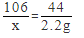 106/x = 44/2.2g